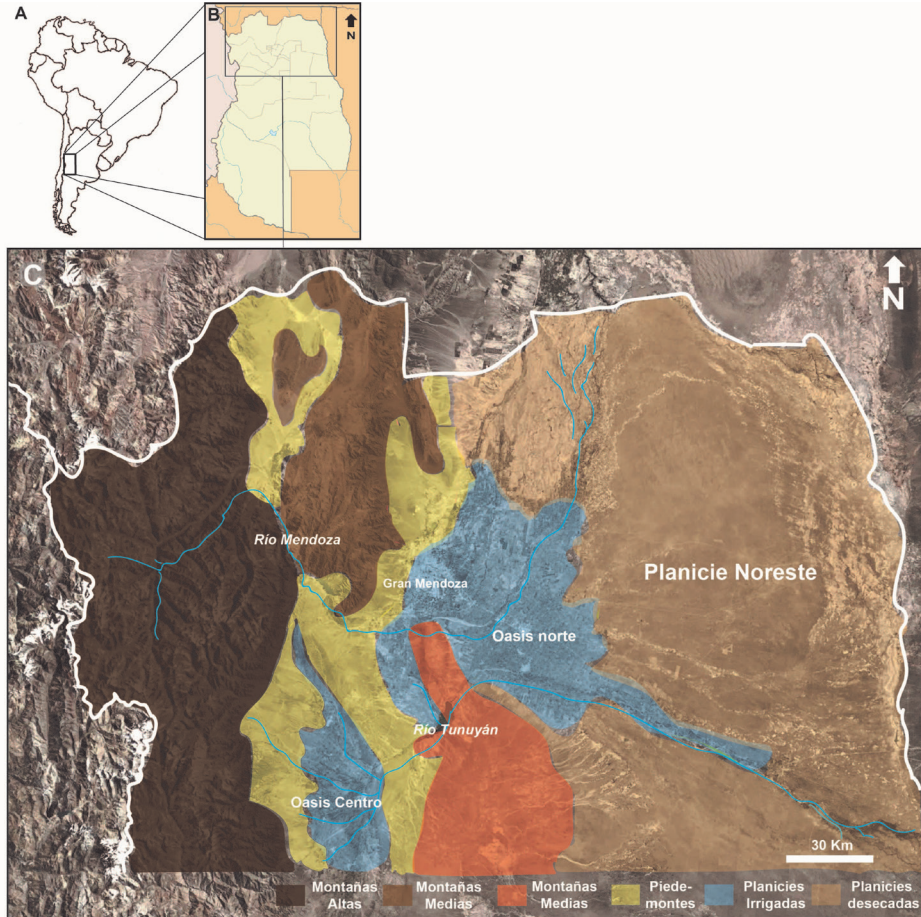 A
B
N
C
N
Río Mendoza
Gran Mendoza
Planicie Noreste
Oasis norte
Río Tunuyán
Oasis Centro
30 Km
Montañas
Altas
Montañas
Medias
Montañas
Medias
Piede-
montes
Planicies
Irrigadas
Planicies
desecadas